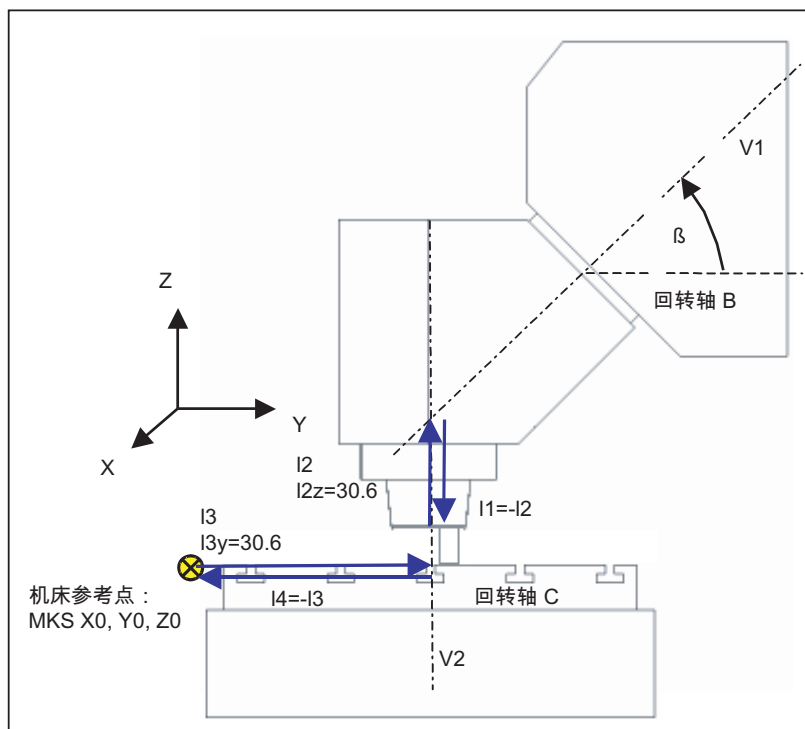 V1
ß
回转轴 B
Z
Y
X
l2
l2z=30.6
l1=-l2
l3
l3y=30.6
机床参考点：
MKS X0, Y0, Z0
l4=-l3
回转轴 C
V2